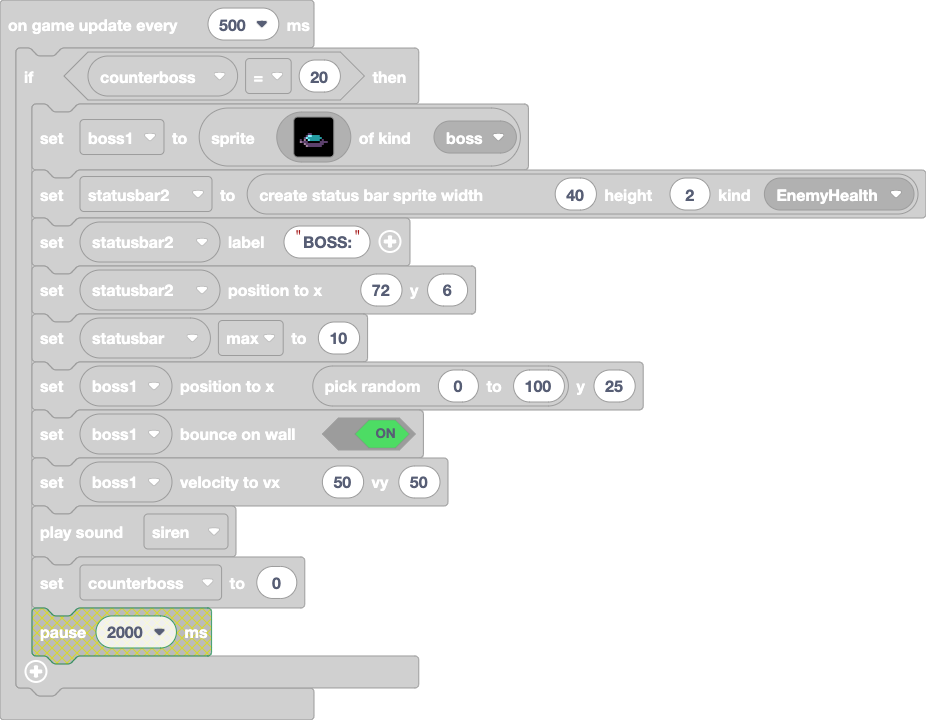 on game update every 500 ms
if counterboss = 20 then
set boss1 to sprite of kind boss
set statusbar2 to create status bar sprite width 40 height 2 kind EnemyHealth
set statusbar2 label "BOSS:"
set statusbar2 position to x 72 y 6
set statusbar max to 10
set boss1 position to x pick random 0 to 100 y 25
set boss1 bounce on wall ON
set boss1 velocity to vx 50 vy 50
play sound siren
set counterboss to 0
pause 2000 ms